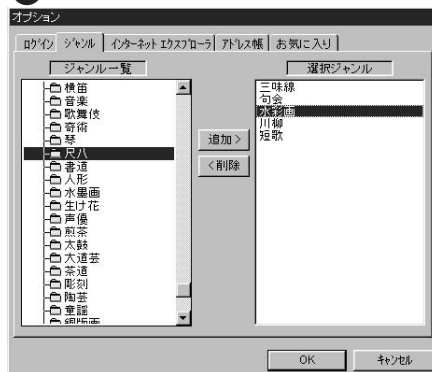 オプション
ログイン ジャンル インターネット エクスプローラ アドレス帳 お気に入り
ジャンル一覧
横笛
音楽
歌舞伎
奇術
琴
尺八
書道
人形
水墨画
生け花
声優
煎茶
太鼓
大道芸
茶道
彫刻
陶芸
童謡
銅版画
追加 >
< 削除
選択ジャンル
三味線
句会
水彩画
川柳
短歌
OK
キャンセル